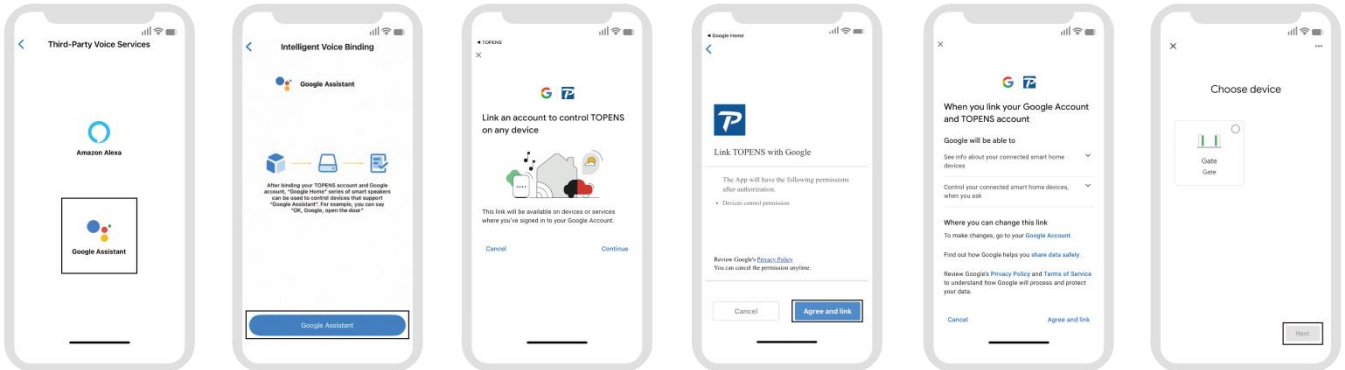 Third-Party Voice Services
Amazon Alexa
Google Assistant
Intelligent Voice Binding
Google Assistant
After binding your TOPENS account and Google
account, "Google Home" series of smart speakers
can be used to control devices that support
"Google Assistant". For example, you can say
"OK, Google, open the door"
Google Assistant
TOPENS
Link an account to control TOPENS
on any device
This link will be available on devices or services
where you've signed in to your Google Account.
Cancel
Continue
Google Home
Link TOPENS with Google
The App will have the following permissions
after authorization.
• Devices control permission
Review Google's Privacy Policy
You can cancel the permission anytime.
Cancel
Agree and link
When you link your Google Account
and TOPENS account
Google will be able to
See info about your connected smart home
devices
Control your connected smart home devices,
when you ask
Where you can change this link
To make changes, go to your Google Account.
Find out how Google helps you share data safely.
Review Google's Privacy Policy and Terms of Service
to understand how Google will process and protect
your data.
Cancel
Agree and link
Choose device
Gate
Gate
Next